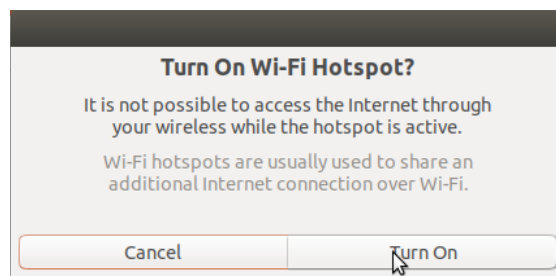 Turn On Wi-Fi Hotspot?
It is not possible to access the Internet through
your wireless while the hotspot is active.
Wi-Fi hotspots are usually used to share an
additional Internet connection over Wi-Fi.
Cancel Turn On